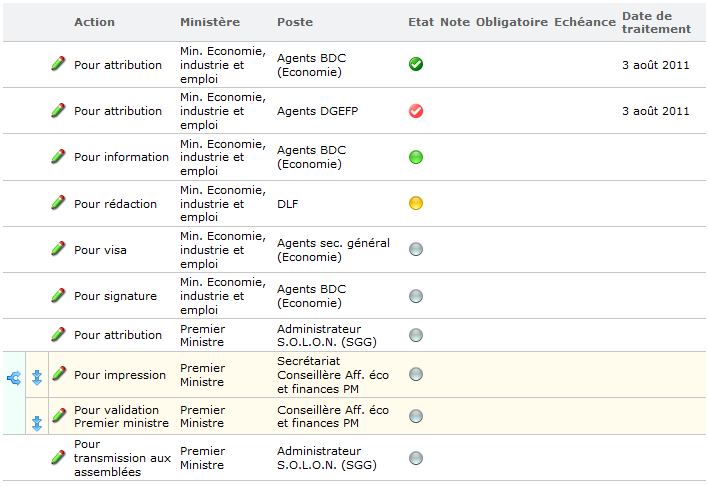 Action Ministère Poste Etat Note Obligatoire Echéance Date de
traitement
Pour attribution Min. Economie,
industrie et
emploi Agents BDC
(Economie) 3 août 2011
Pour attribution Min. Economie,
industrie et
emploi Agents DGEFP 3 août 2011
Pour information Min. Economie,
industrie et
emploi Agents BDC
(Economie)
Pour rédaction Min. Economie,
industrie et
emploi DLF
Pour visa Min. Economie,
industrie et
emploi Agents sec. général
(Economie)
Pour signature Min. Economie,
industrie et
emploi Agents BDC
(Economie)
Pour attribution Premier
Ministre Administrateur
S.O.L.O.N. (SGG)
Pour impression Premier
Ministre Secrétariat
Conseillère Aff. éco
et finances PM
Pour validation
Premier ministre Premier
Ministre Conseillère Aff. éco
et finances PM
Pour
transmission aux
assemblées Premier
Ministre Administrateur
S.O.L.O.N. (SGG)